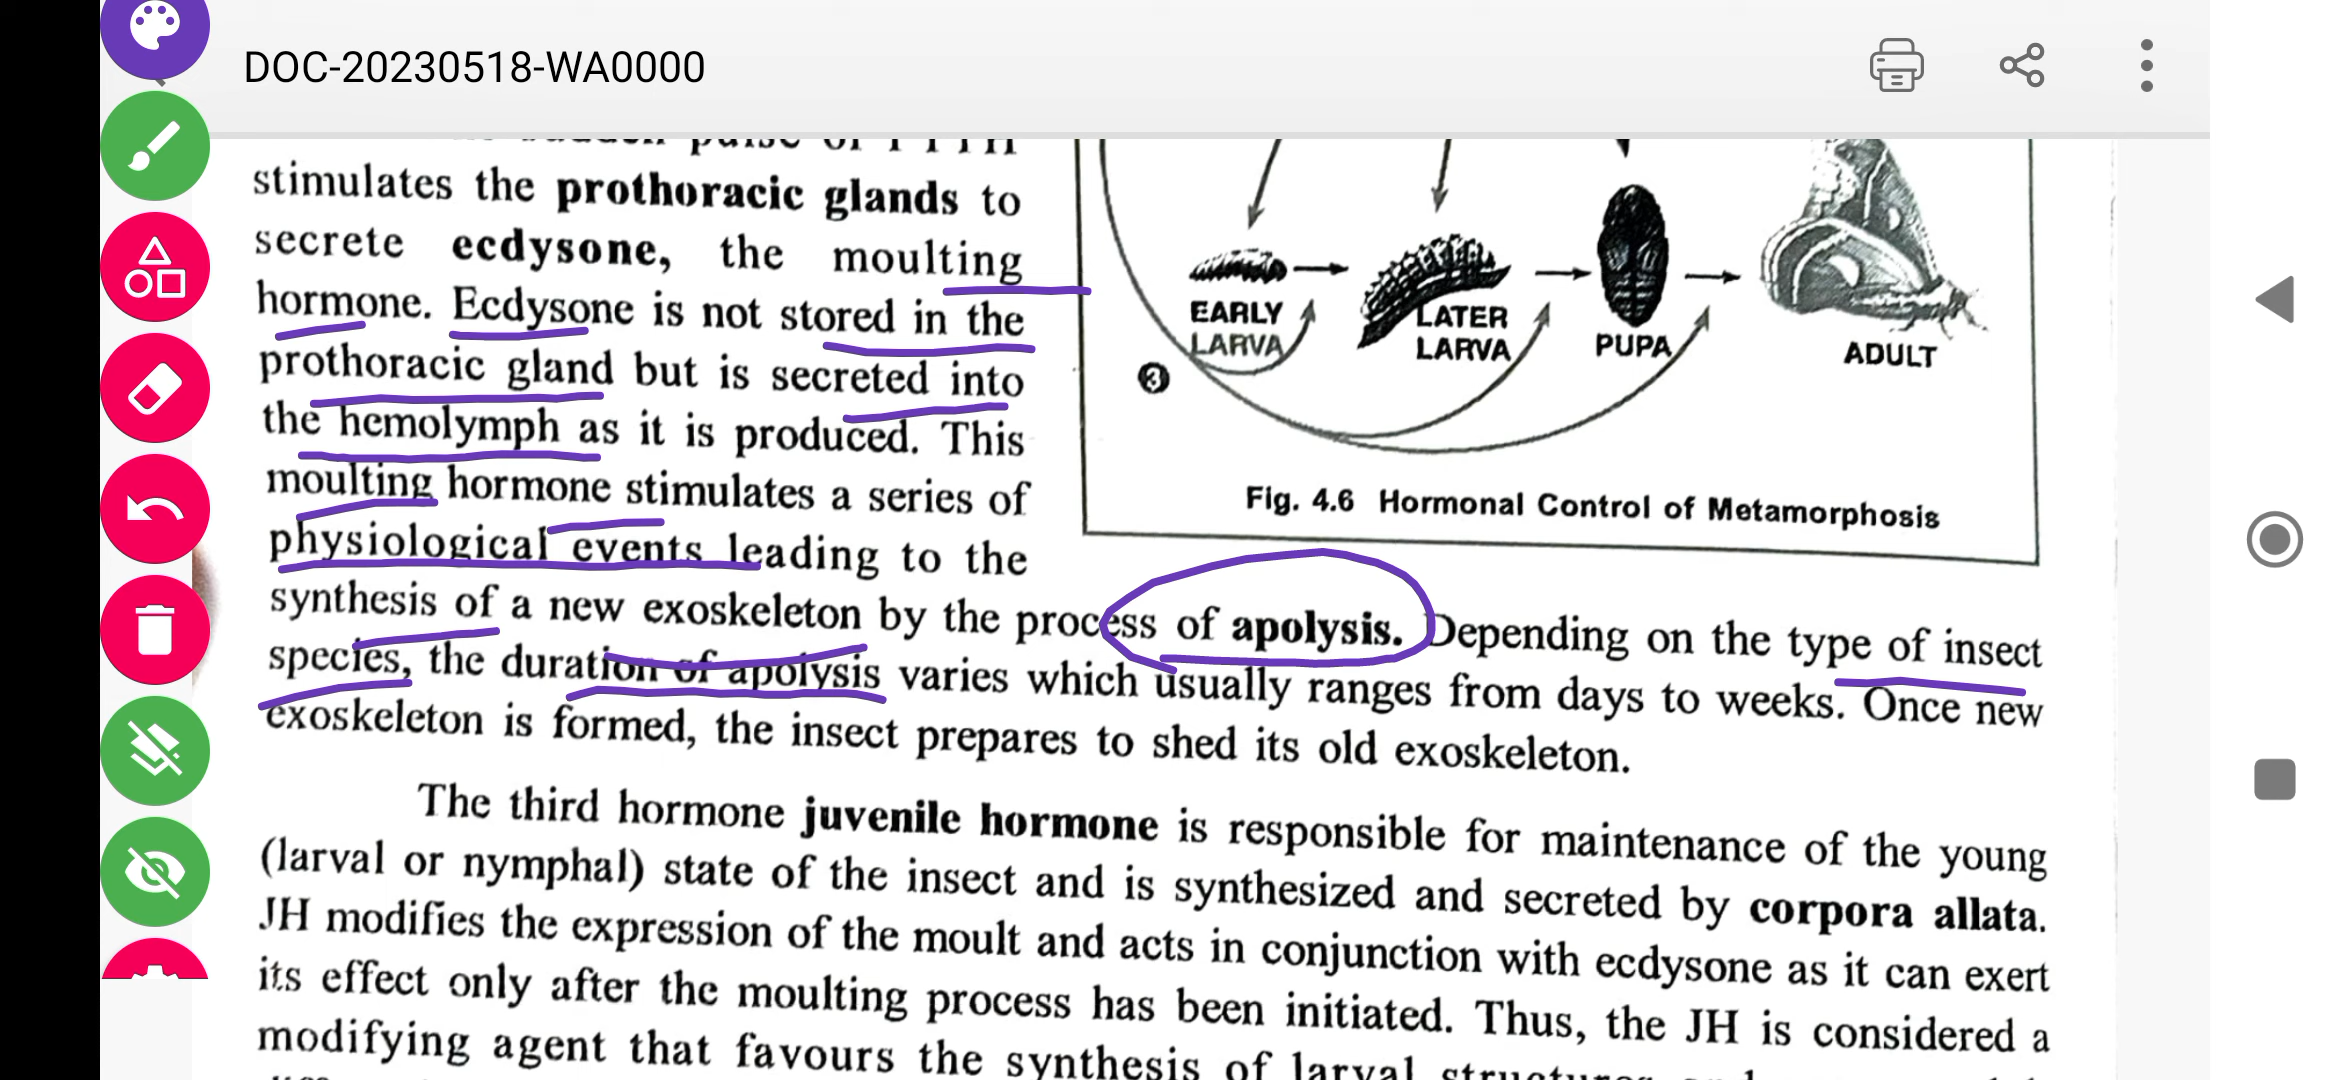 DOC-20230518-WA0000
pulse of PTTH
stimulates the prothoracic glands to
secrete ecdysone, the moulting
hormone. Ecdysone is not stored in the
prothoracic gland but is secreted into
the hemolymph as it is produced. This
moulting hormone stimulates a series of
physiological events leading to the
synthesis of a new exoskeleton by the process of apolysis. Depending on the type of insect
species, the duration of apolysis varies which usually ranges from days to weeks. Once new
exoskeleton is formed, the insect prepares to shed its old exoskeleton.
The third hormone juvenile hormone is responsible for maintenance of the young
(larval or nymphal) state of the insect and is synthesized and secreted by corpora allata.
JH modifies the expression of the moult and acts in conjunction with ecdysone as it can exert
its effect only after the moulting process has been initiated. Thus, the JH is considered a
modifying agent that favours the synthesis of larval structures
EARLY
LARVA
LATER
LARVA
PUPA
ADULT
3
Fig. 4.6 Hormonal Control of Metamorphosis